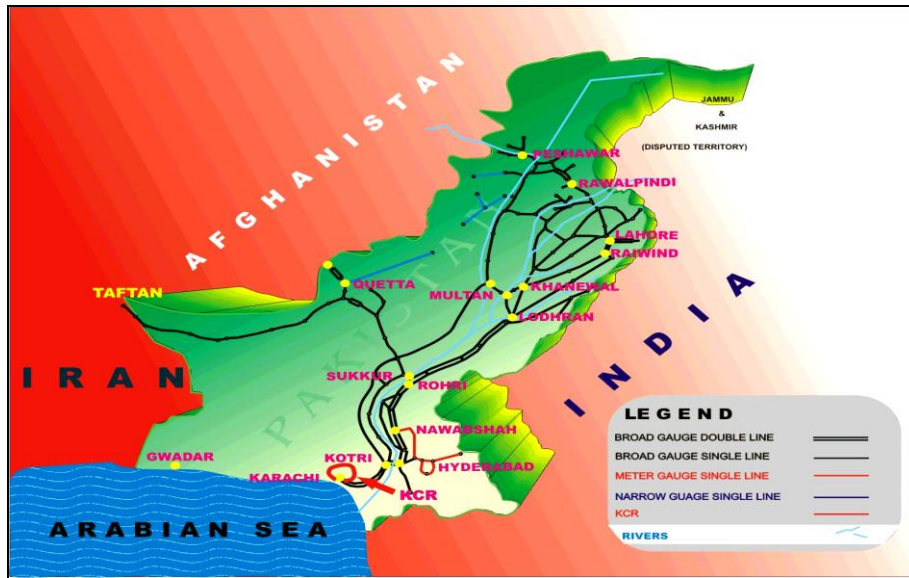 AFGHANISTAN
JAMMU
&
KASHMIR
(DISPUTED TERRITORY)
PESHAWAR
RAWALPINDI
LAHORE
RAIWIND
PAKISTAN
QUETTA
TAFTAN
MULTAN
KHANEWAL
LODHRAN
INDIA
IRAN
SUKKUR
ROHRI
NAWABSHAH
GWADAR
KOTRI
HYDERABAD
KARACHI
KCR
ARABIAN SEA
LEGEND
BROAD GAUGE DOUBLE LINE
BROAD GAUGE SINGLE LINE
METER GAUGE SINGLE LINE
NARROW GUAGE SINGLE LINE
KCR
RIVERS